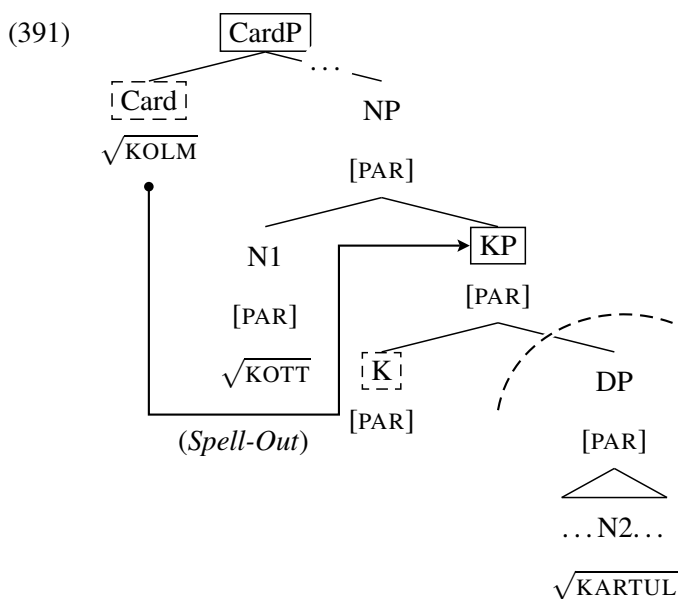 (391)
CardP
...
Card
NP
√KOLM
[PAR]
N1
KP
[PAR]
[PAR]
√KOTT
K
DP
[PAR]
(Spell-Out)
[PAR]
...N2...
√KARTUL